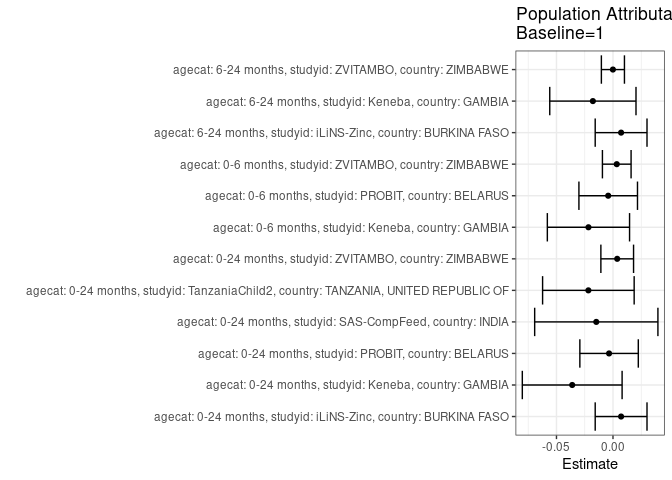 Population Attributa
Baseline=1
agecat: 6-24 months, studyid: ZVITAMBO, country: ZIMBABWE
agecat: 6-24 months, studyid: Keneba, country: GAMBIA
agecat: 6-24 months, studyid: iLiNS-Zinc, country: BURKINA FASO
agecat: 0-6 months, studyid: ZVITAMBO, country: ZIMBABWE
agecat: 0-6 months, studyid: PROBIT, country: BELARUS
agecat: 0-6 months, studyid: Keneba, country: GAMBIA
agecat: 0-24 months, studyid: ZVITAMBO, country: ZIMBABWE
agecat: 0-24 months, studyid: TanzaniaChild2, country: TANZANIA, UNITED REPUBLIC OF
agecat: 0-24 months, studyid: SAS-CompFeed, country: INDIA
agecat: 0-24 months, studyid: PROBIT, country: BELARUS
agecat: 0-24 months, studyid: Keneba, country: GAMBIA
agecat: 0-24 months, studyid: iLiNS-Zinc, country: BURKINA FASO
-0.05 0.00
Estimate